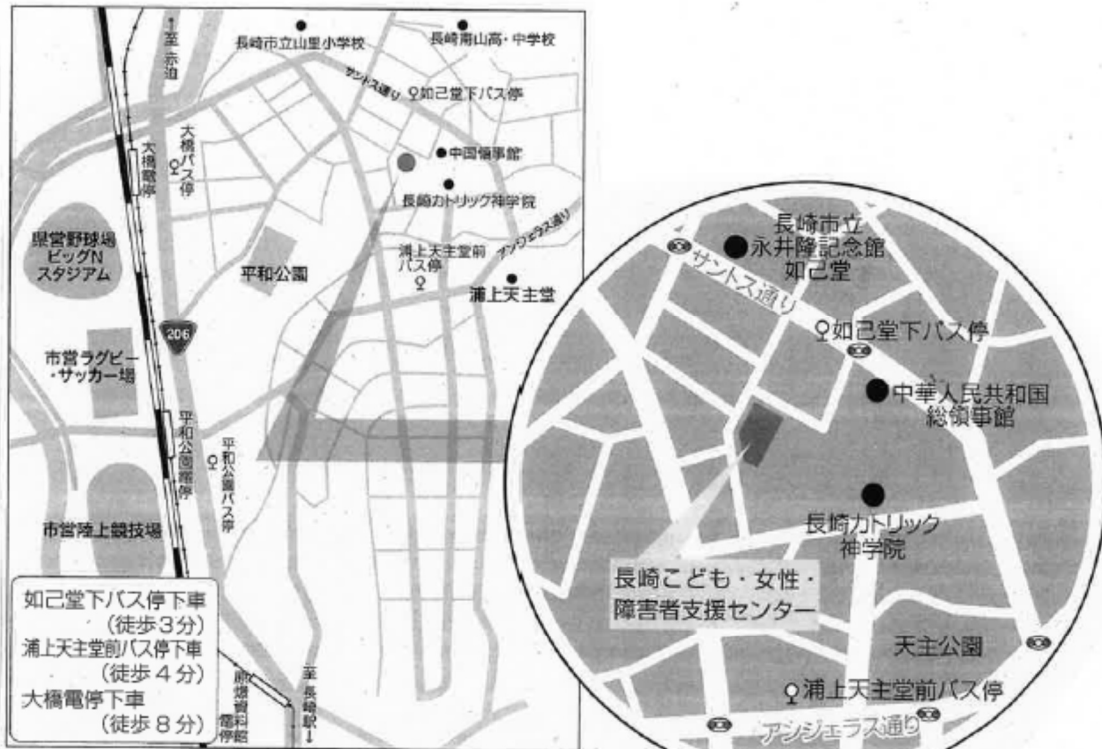 ↑至 赤迫
長崎市立山里小学校
長崎南山高・中学校
サントス通り
如己堂下バス停
大橋バス停
大橋電停
中国領事館
長崎カトリック神学院
アンジェラス通り
浦上天主堂前
バス停
浦上天主堂
県営野球場
ビッグN
スタジアム
平和公園
206
市営ラグビー
・サッカー場
平和公園電停
平和公園バス停
市営陸上競技場
如己堂下バス停下車
(徒歩3分)
浦上天主堂前バス停下車
(徒歩4分)
大橋電停下車
(徒歩8分)
原爆資料館
電停
至 長崎駅↓
長崎市立
永井隆記念館
如己堂
サントス通り
如己堂下バス停
中華人民共和国
総領事館
長崎カトリック
神学院
長崎こども・女性・
障害者支援センター
天主公園
浦上天主堂前バス停
アンジェラス通り